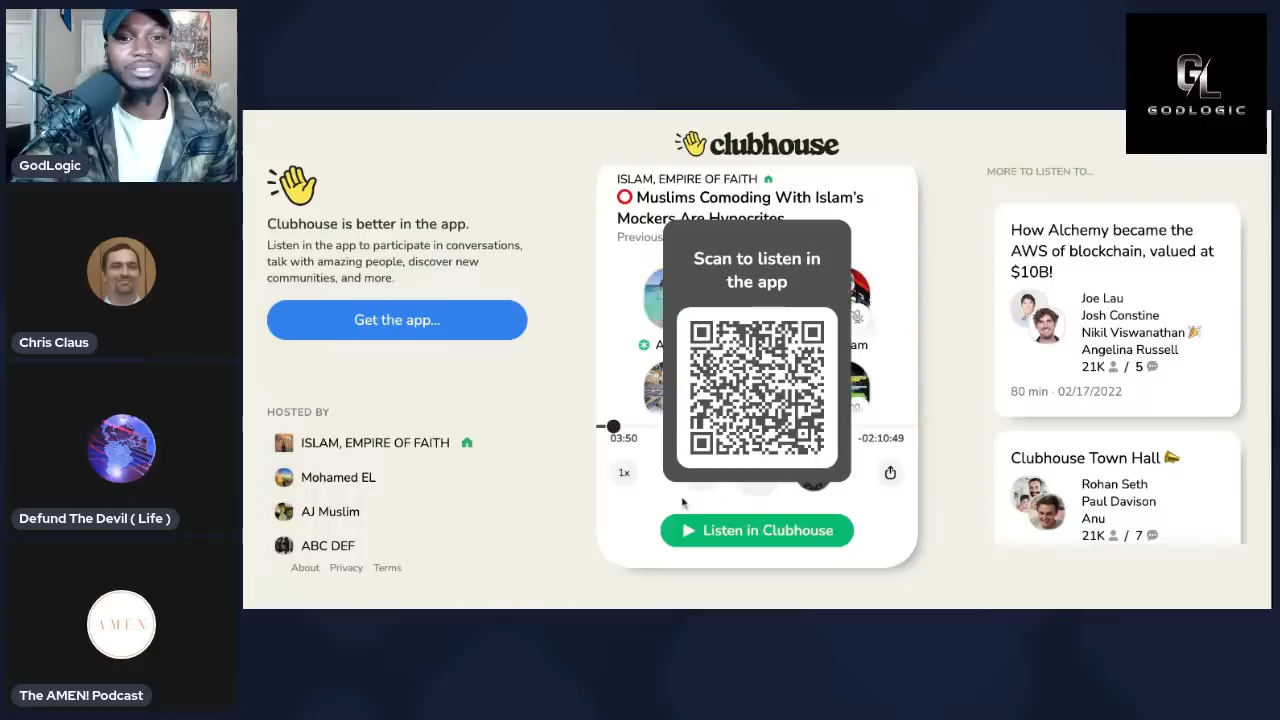 GodLogic
Chris Claus
Defund The Devil ( Life )
AMEN
The AMEN! Podcast
Clubhouse is better in the app.
Listen in the app to participate in conversations,
talk with amazing people, discover new
communities, and more.
Get the app...
HOSTED BY
ISLAM, EMPIRE OF FAITH
Mohamed EL
AJ Muslim
ABC DEF
About Privacy Terms
clubhouse
ISLAM, EMPIRE OF FAITH
Muslims Comoding With Islam's
Mockers Are Hypocrites
Previous
Scan to listen in
the app
A
am
03:50
-02:10:49
1x
Listen in Clubhouse
GL
GODLOGIC
MORE TO LISTEN TO...
How Alchemy became the
AWS of blockchain, valued at
$10B!
Joe Lau
Josh Constine
Nikil Viswanathan 🎉
Angelina Russell
21K / 5
80 min · 02/17/2022
Clubhouse Town Hall
Rohan Seth
Paul Davison
Anu
21K / 7